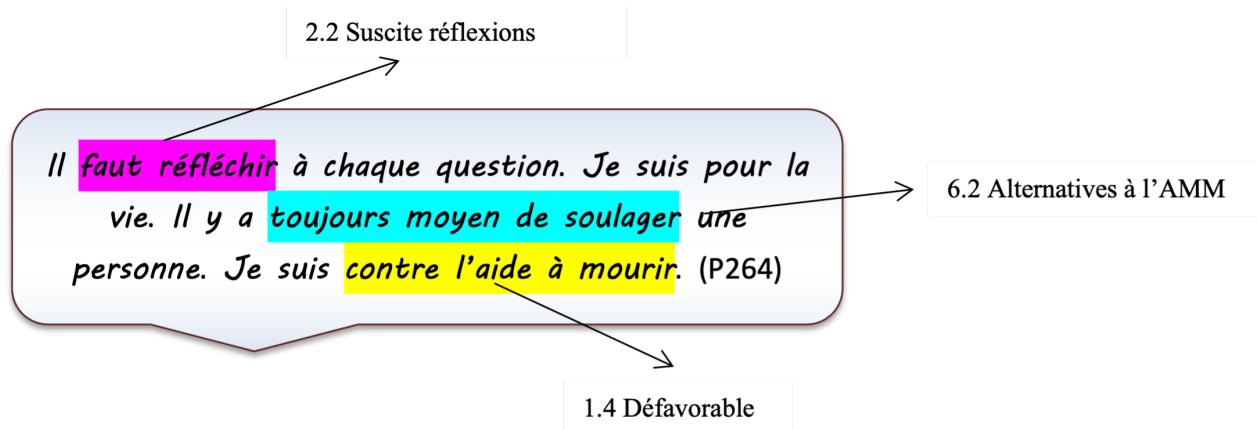 2.2 Suscite réflexions
Il faut réfléchir à chaque question. Je suis pour la
vie. Il y a toujours moyen de soulager une
personne. Je suis contre l’aide à mourir. (P264)
6.2 Alternatives à l’AMM
1.4 Défavorable